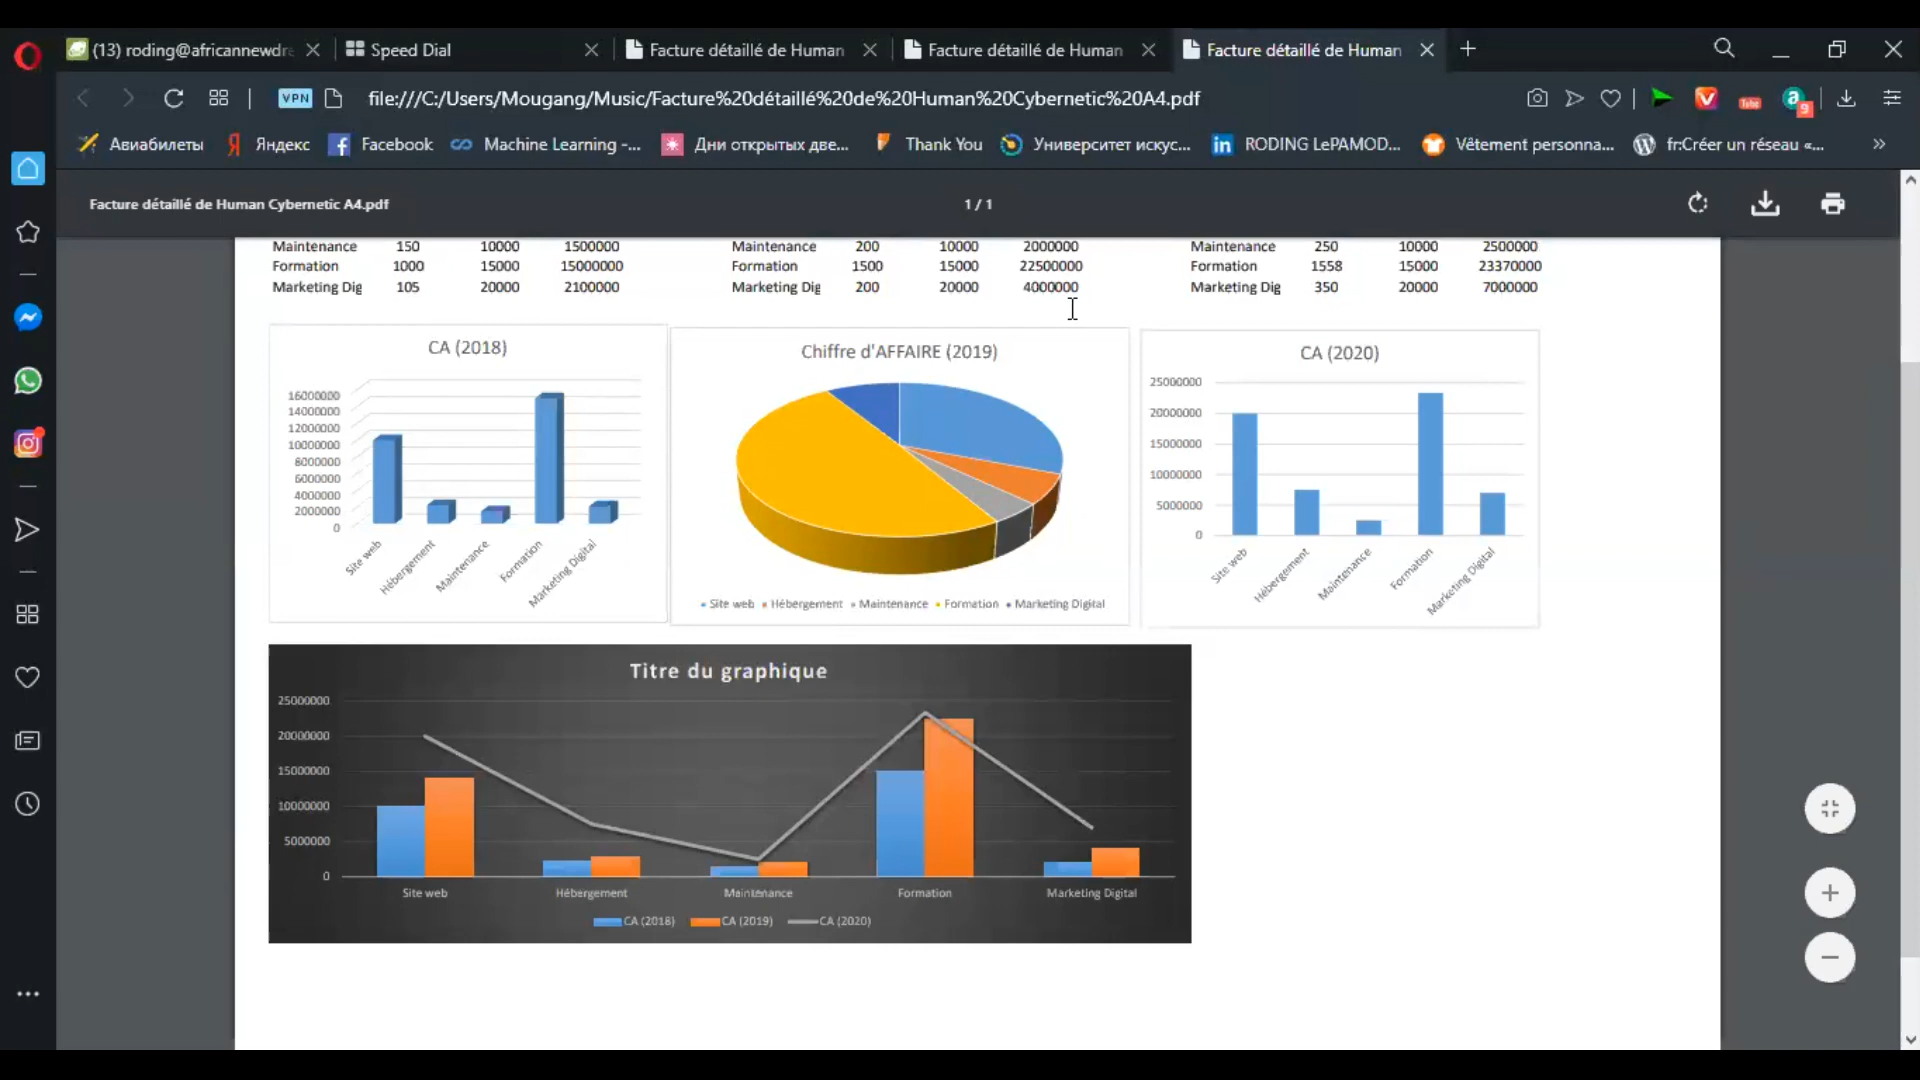 (13) roding@africannewdre
Speed Dial
Facture détaillé de Human
Facture détaillé de Human
Facture détaillé de Human
VPN
file:///C:/Users/Mougang/Music/Facture%20détaillé%20de%20Human%20Cybernetic%20A4.pdf
Tube
a
9
Авиабилеты
Яндекс
Facebook
Machine Learning -...
Дни открытых две...
Thank You
Университет искус...
in RODING LePAMOD...
Vêtement personna...
fr:Créer un réseau «...
Facture détaillé de Human Cybernetic A4.pdf
1 / 1
Maintenance 150 10000 1500000 Maintenance 200 10000 2000000 Maintenance 250 10000 2500000
Formation 1000 15000 15000000 Formation 1500 15000 22500000 Formation 1558 15000 23370000
Marketing Dig 105 20000 2100000 Marketing Dig 200 20000 4000000 Marketing Dig 350 20000 7000000
CA (2018)
16000000
14000000
12000000
10000000
8000000
6000000
4000000
2000000
0
Site web
Hébergement
Maintenance
Formation
Marketing Digital
Chiffre d'AFFAIRE (2019)
Site web Hébergement Maintenance Formation Marketing Digital
CA (2020)
25000000
20000000
15000000
10000000
5000000
0
Site web
Hébergement
Maintenance
Formation
Marketing Digital
Titre du graphique
25000000
20000000
15000000
10000000
5000000
0
Site web Hébergement Maintenance Formation Marketing Digital
CA (2018) CA (2019) CA (2020)